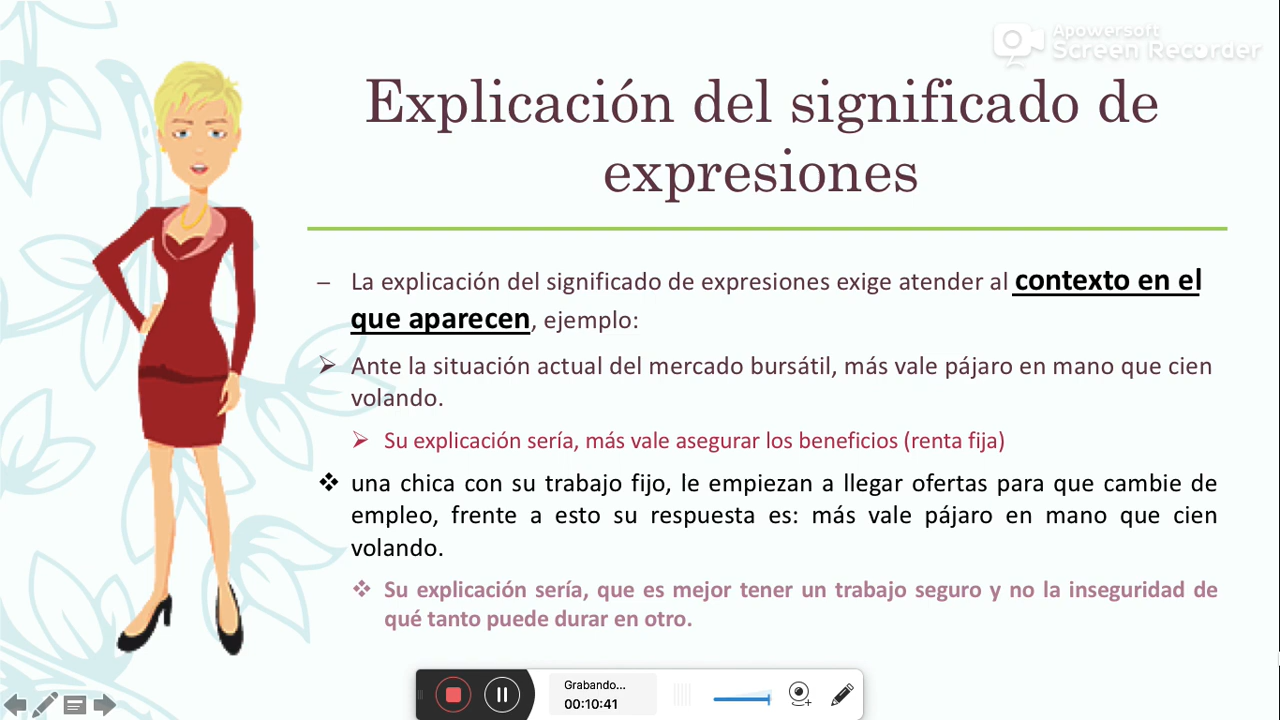 Apowersoft
Screen Recorder
Explicación del significado de
expresiones
– La explicación del significado de expresiones exige atender al contexto en el
que aparecen, ejemplo:
➢ Ante la situación actual del mercado bursátil, más vale pájaro en mano que cien
volando.
➢ Su explicación sería, más vale asegurar los beneficios (renta fija)
❖ una chica con su trabajo fijo, le empiezan a llegar ofertas para que cambie de
empleo, frente a esto su respuesta es: más vale pájaro en mano que cien
volando.
❖ Su explicación sería, que es mejor tener un trabajo seguro y no la inseguridad de
qué tanto puede durar en otro.
Grabando...
00:10:41